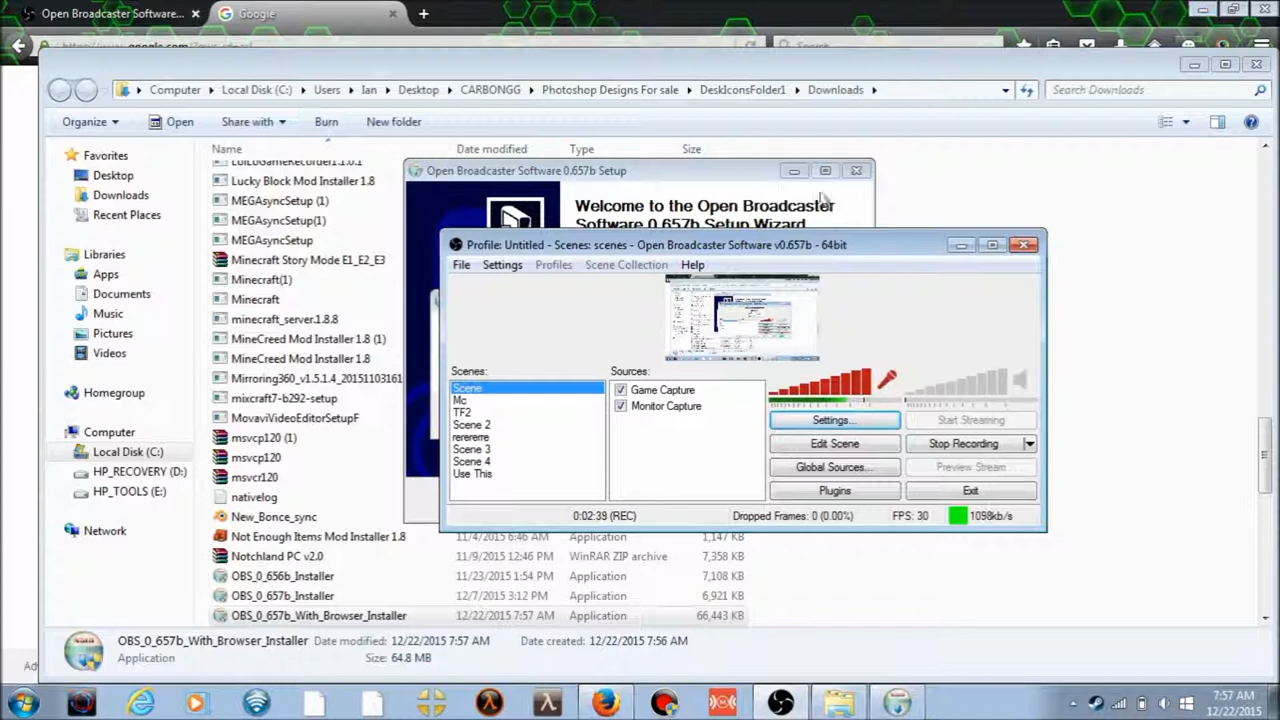 Open Broadcaster Software...
Google
Search
Computer
Local Disk (C:)
Users
Ian
Desktop
CARBONGG
Photoshop Designs For sale
DeskIconsFolder1
Downloads
Search Downloads
Organize
Open
Share with
Burn
New folder
Name
Date modified
Type
Size
Favorites
Desktop
Downloads
Recent Places
Libraries
Apps
Documents
Music
Pictures
Videos
Homegroup
Computer
Local Disk (C:)
HP_RECOVERY (D:)
HP_TOOLS (E:)
Network
LoiLoGameRecorder1.1.0.1
Lucky Block Mod Installer 1.8
MEGAsyncSetup (1)
MEGAsyncSetup(1)
MEGAsyncSetup
Minecraft Story Mode E1_E2_E3
Minecraft(1)
Minecraft
minecraft_server.1.8.8
MineCreed Mod Installer 1.8 (1)
MineCreed Mod Installer 1.8
Mirroring360_v1.5.1.4_20151103161
mixcraft7-b292-setup
MovaviVideoEditorSetupF
msvcp120 (1)
msvcp120
msvcr120
nativelog
New_Bonce_sync
Not Enough Items Mod Installer 1.8 11/4/2015 6:46 AM Application 1,147 KB
Notchland PC v2.0 11/9/2015 12:46 PM WinRAR ZIP archive 7,358 KB
OBS_0_656b_Installer 11/23/2015 1:54 PM Application 7,108 KB
OBS_0_657b_Installer 12/7/2015 3:12 PM Application 6,921 KB
OBS_0_657b_With_Browser_Installer 12/22/2015 7:57 AM Application 66,443 KB
Open Broadcaster Software 0.657b Setup
Welcome to the Open Broadcaster
Software 0.657b Setup Wizard
Profile: Untitled - Scenes: scenes - Open Broadcaster Software v0.657b - 64bit
File
Settings
Profiles
Scene Collection
Help
Scenes:
Scene
Mc
TF2
Scene 2
rerererere
Scene 3
Scene 4
Use This
Sources:
Game Capture
Monitor Capture
Settings...
Start Streaming
Edit Scene
Stop Recording
Global Sources...
Preview Stream
Plugins
Exit
0:02:39 (REC)
Dropped Frames: 0 (0.00%)
FPS: 30
1098kb/s
OBS_0_657b_With_Browser_Installer Date modified: 12/22/2015 7:57 AM Date created: 12/22/2015 7:56 AM
Application Size: 64.8 MB
7:57 AM
12/22/2015